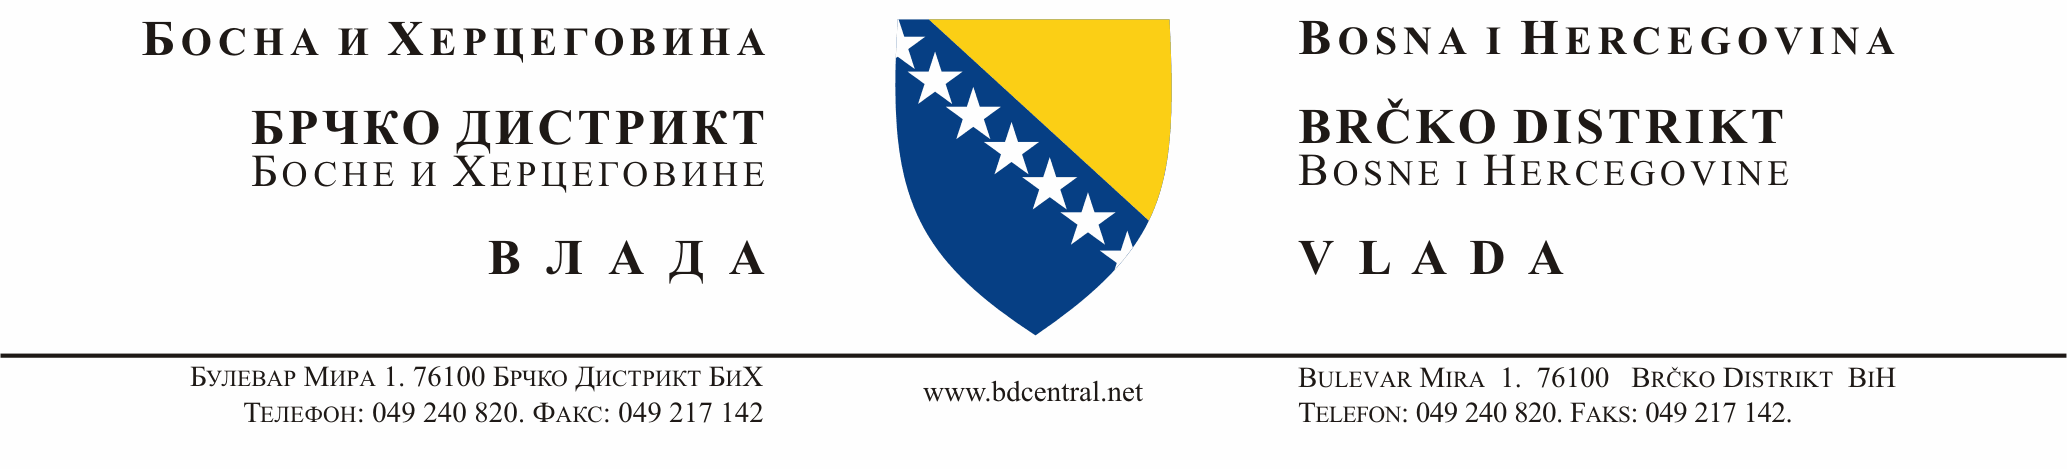 БОСНА И ХЕРЦЕГОВИНА
БРЧКО ДИСТРИКТ
БОСНЕ И ХЕРЦЕГОВИНЕ
ВЛАДА
БУЛЕВАР МИРА 1. 76100 БРЧКО ДИСТРИКТ БИХ
ТЕЛЕФОН: 049 240 820. ФАКС: 049 217 142
www.bdcentral.net
BOSNA I HERCEGOVINA
BRČKO DISTRIKT
BOSNE I HERCEGOVINE
VLADA
BULEVAR MIRA 1. 76100 BRČKO DISTRIKT BIH
TELEFON: 049 240 820. FAKS: 049 217 142.